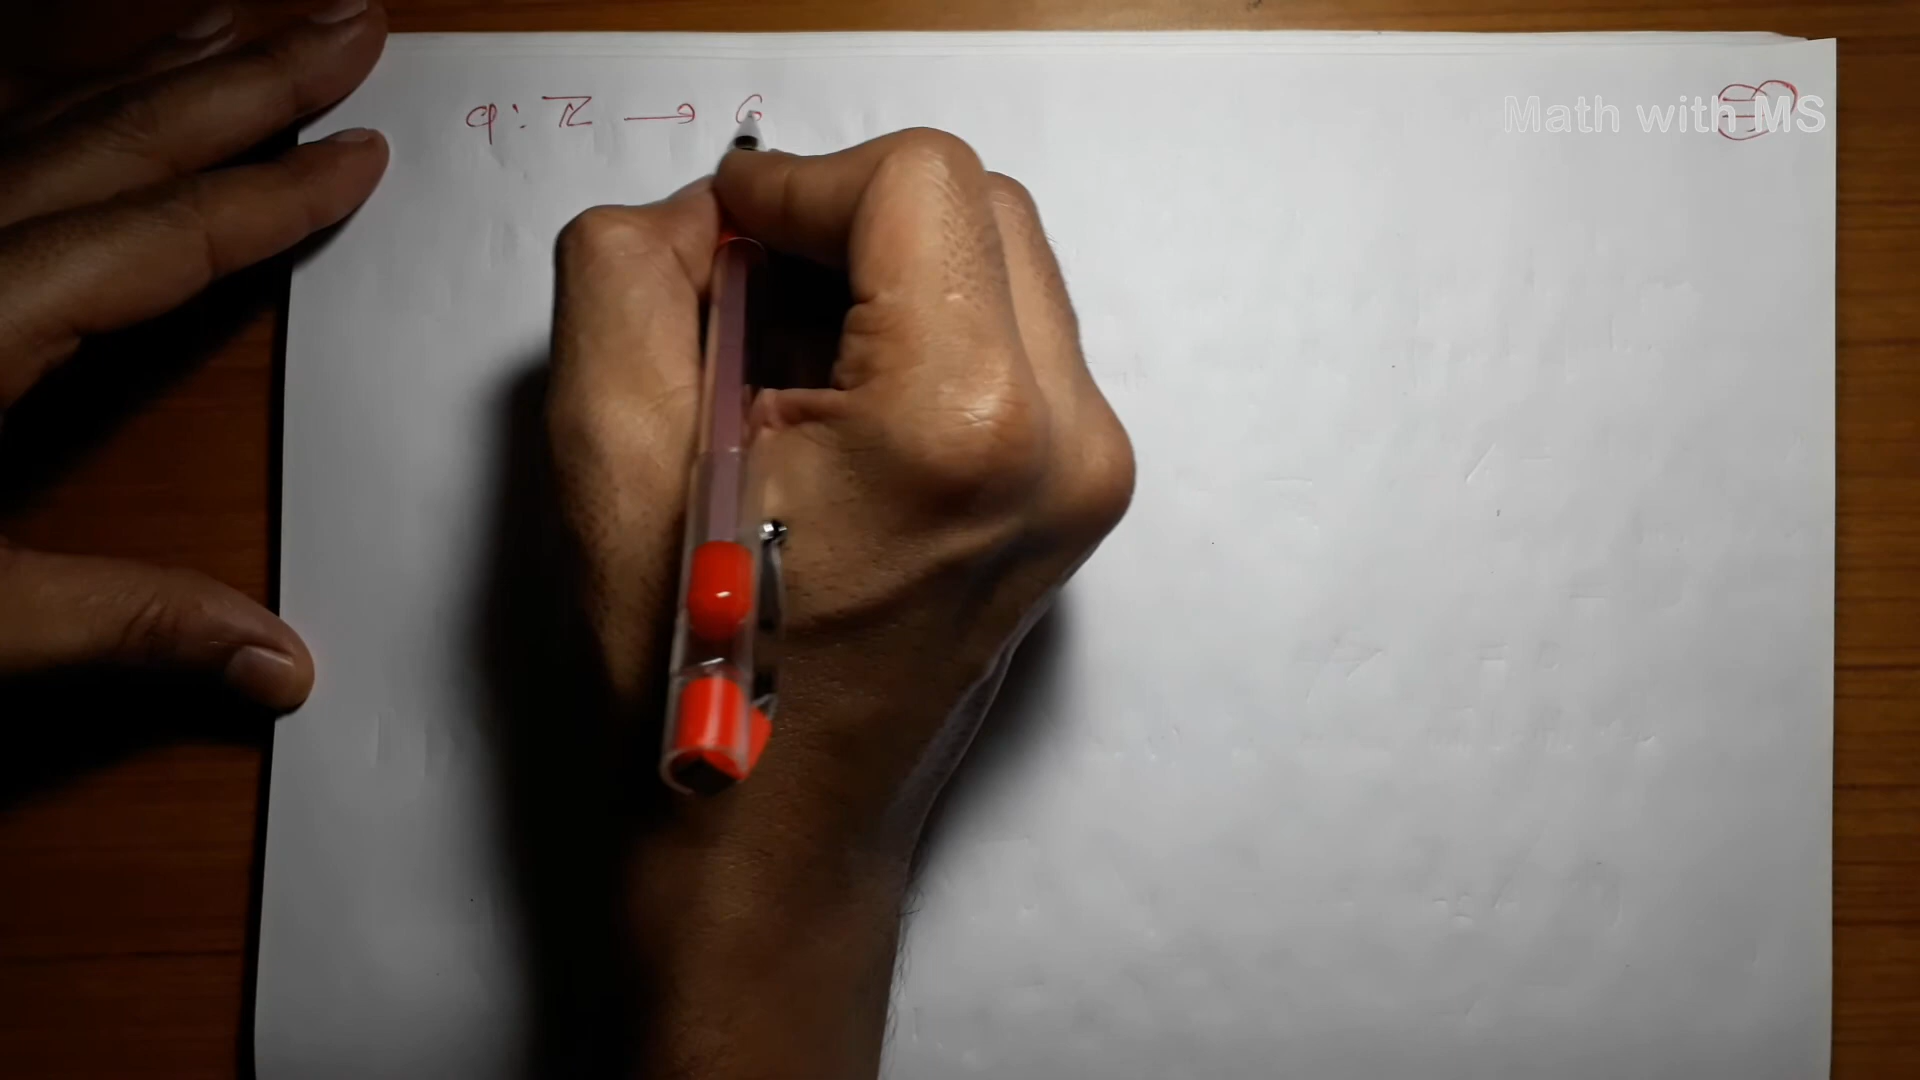 φ: ℤ → G
Math with MS